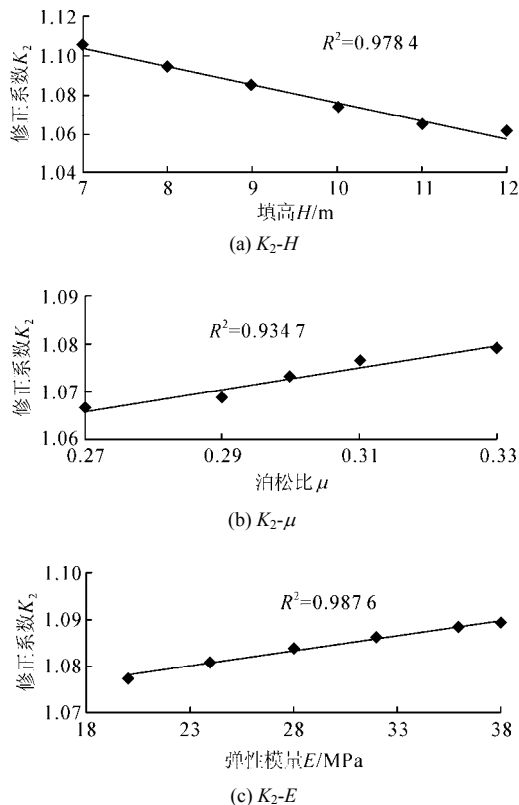 修正系数K₂
1.12
1.10
1.08
1.06
1.04
R²=0.978 4
7 8 9 10 11 12
填高H/m
(a) K₂-H
修正系数K₂
1.09
1.08
1.07
1.06
R²=0.934 7
0.27 0.29 0.31 0.33
泊松比 μ
(b) K₂-μ
修正系数K₂
1.10
1.09
1.08
1.07
R²=0.987 6
18 23 28 33 38
弹性模量E/MPa
(c) K₂-E